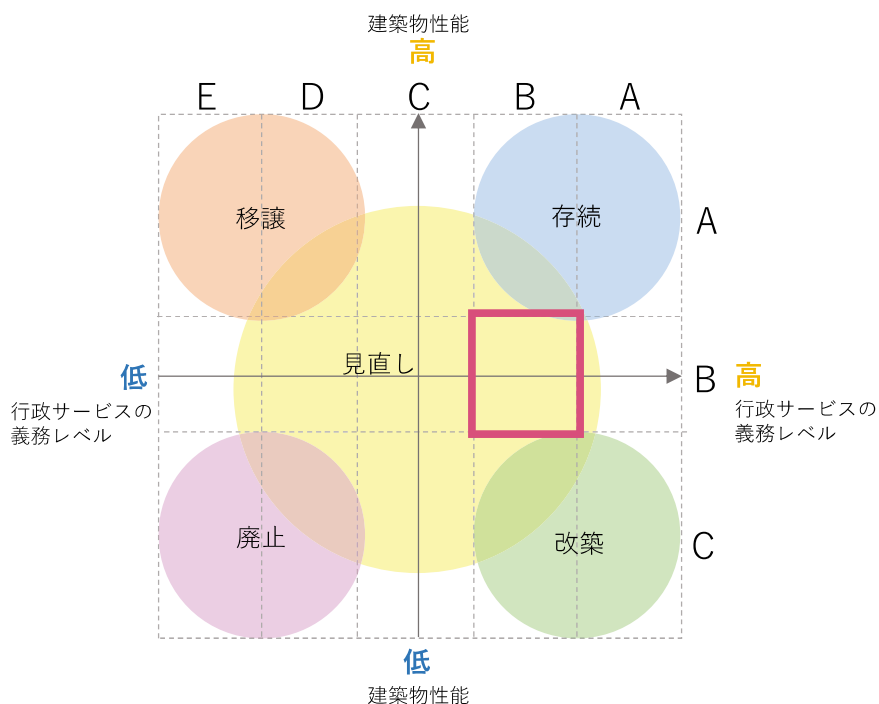 建築物性能
高
E D C B A
移譲
存続
A
見直し
低
B
高
行政サービスの
義務レベル
行政サービスの
義務レベル
廃止
改築
C
低
建築物性能